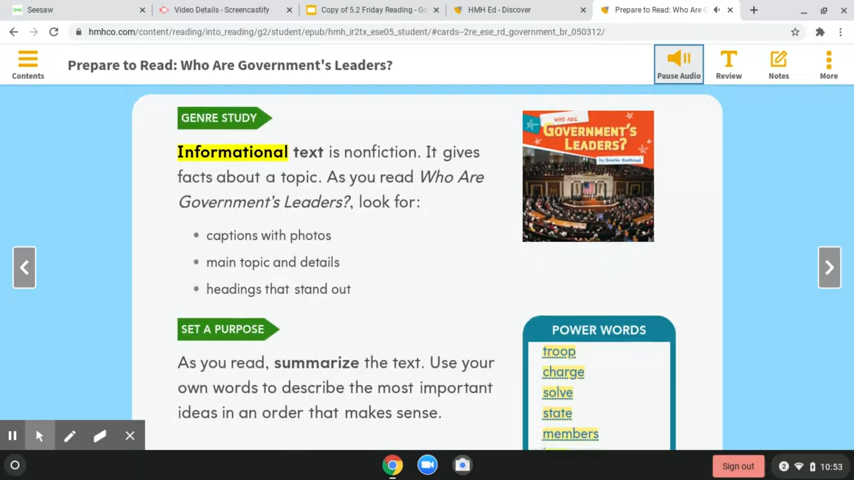 Seesaw
Video Details - Screencastify
Copy of 5.2 Friday Reading - Go
HMH Ed - Discover
Prepare to Read: Who Are G
hmhco.com/content/reading/into_reading/g2/student/epub/hmh_ir2tx_ese05_student/#cards-2re_ese_rd_government_br_050312/
Contents
Prepare to Read: Who Are Government's Leaders?
Pause Audio
Review
Notes
More
GENRE STUDY
Informational text is nonfiction. It gives
facts about a topic. As you read Who Are
Government's Leaders?, look for:
• captions with photos
• main topic and details
• headings that stand out
WHO ARE
GOVERNMENT'S
LEADERS?
SET A PURPOSE
As you read, summarize the text. Use your
own words to describe the most important
ideas in an order that makes sense.
POWER WORDS
troop
charge
solve
state
members
Sign out
2
10:53